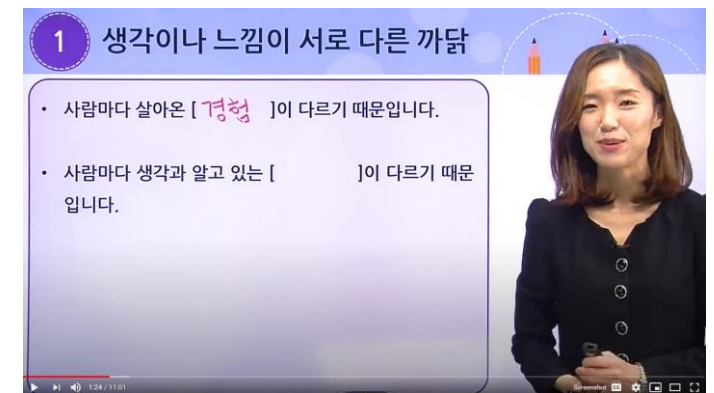 1 생각이나 느낌이 서로 다른 까닭
• 사람마다 살아온 [ 경험 ]이 다르기 때문입니다.
• 사람마다 생각과 알고 있는 [ ]이 다르기 때문
입니다.
1:24 / 11:01
Screenshot